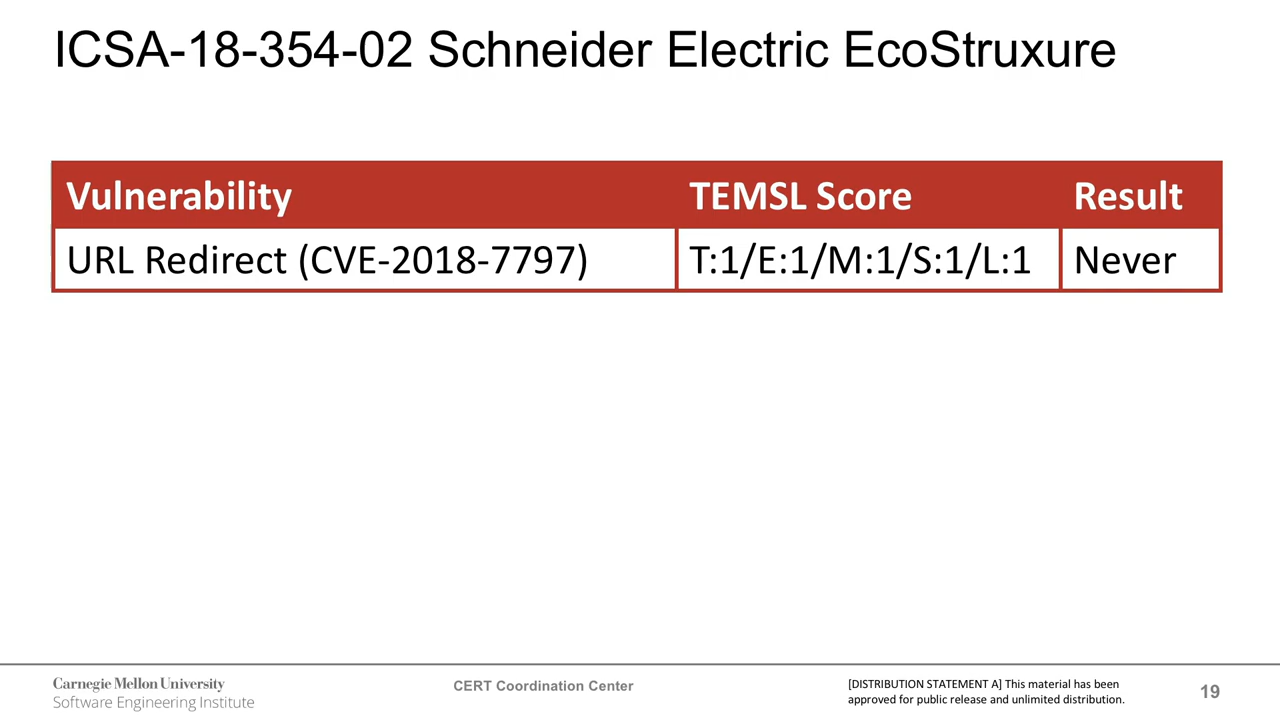 ICSA-18-354-02 Schneider Electric EcoStruxure
Vulnerability TEMSL Score Result
URL Redirect (CVE-2018-7797) T:1/E:1/M:1/S:1/L:1 Never
Carnegie Mellon University
Software Engineering Institute
CERT Coordination Center
[DISTRIBUTION STATEMENT A] This material has been
approved for public release and unlimited distribution.
19